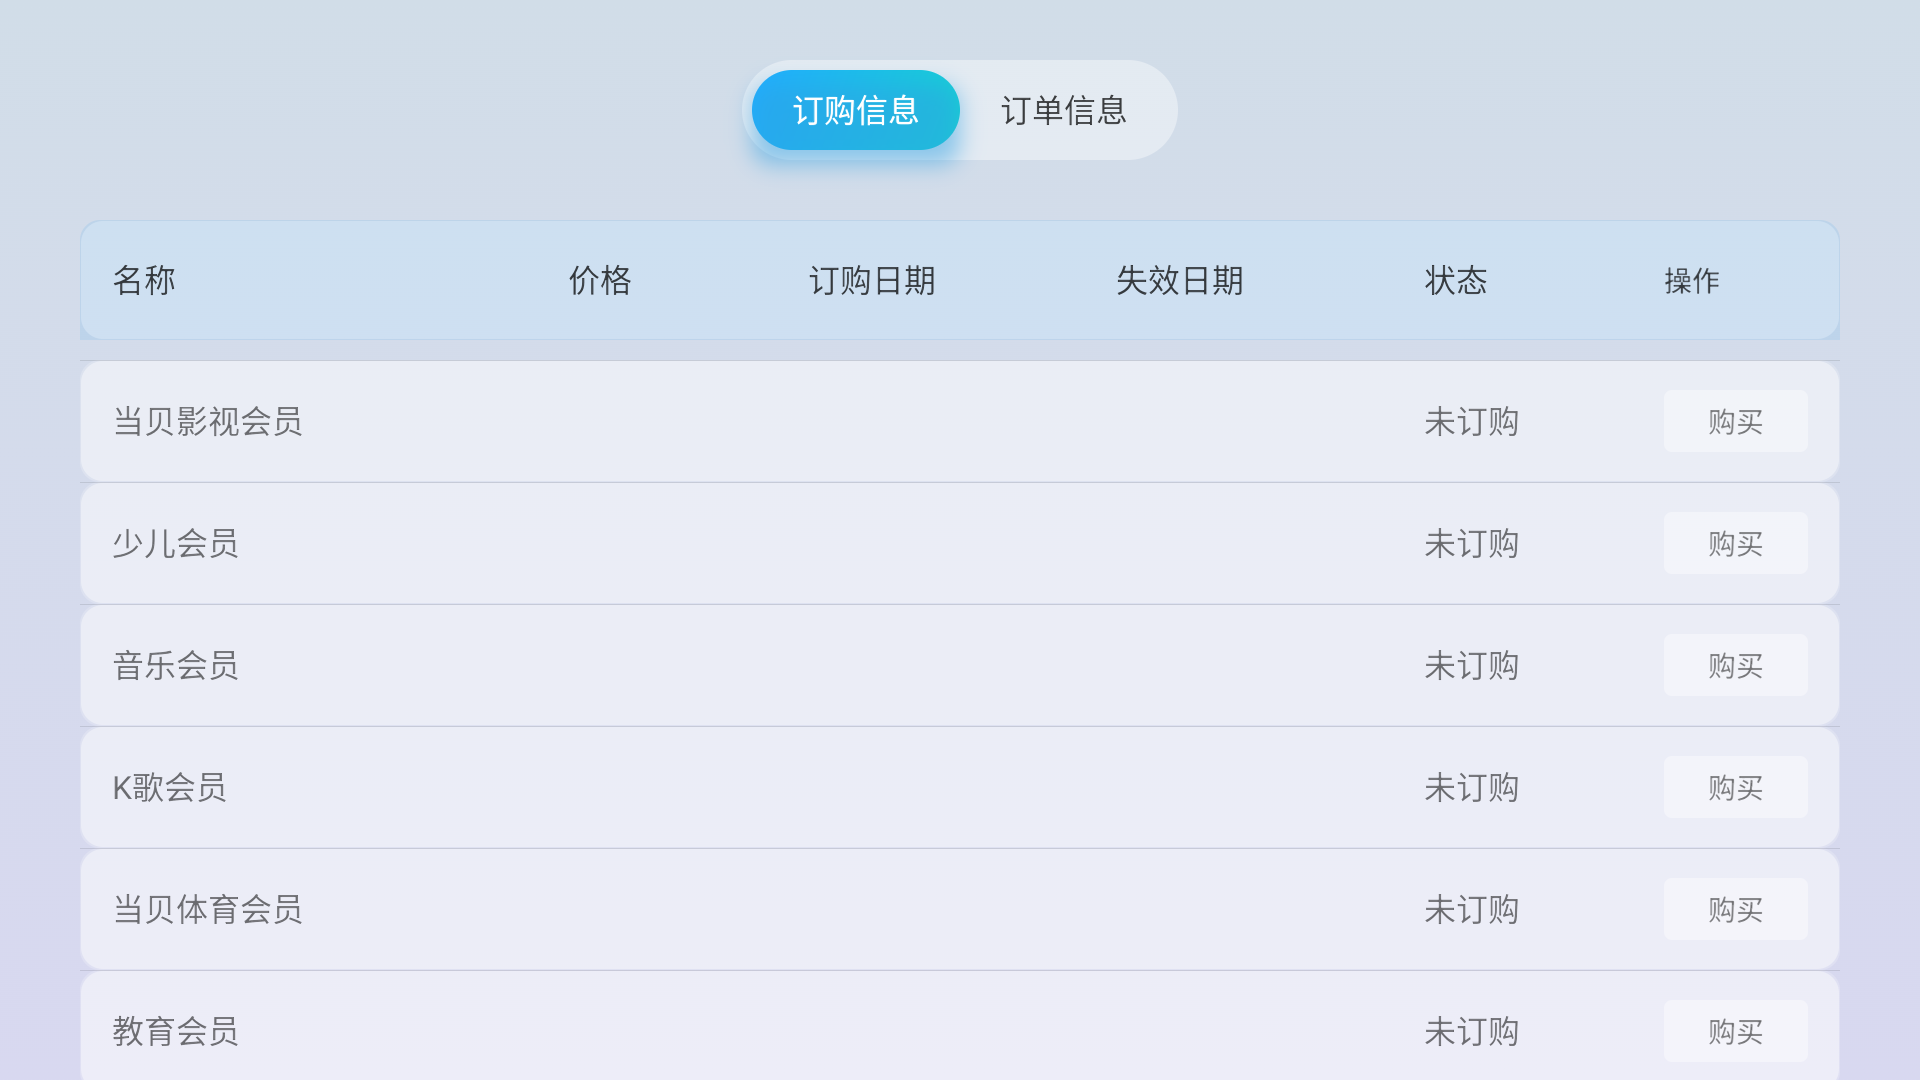 订购信息 订单信息
名称 价格 订购日期 失效日期 状态 操作
当贝影视会员 未订购 购买
少儿会员 未订购 购买
音乐会员 未订购 购买
K歌会员 未订购 购买
当贝体育会员 未订购 购买
教育会员 未订购 购买